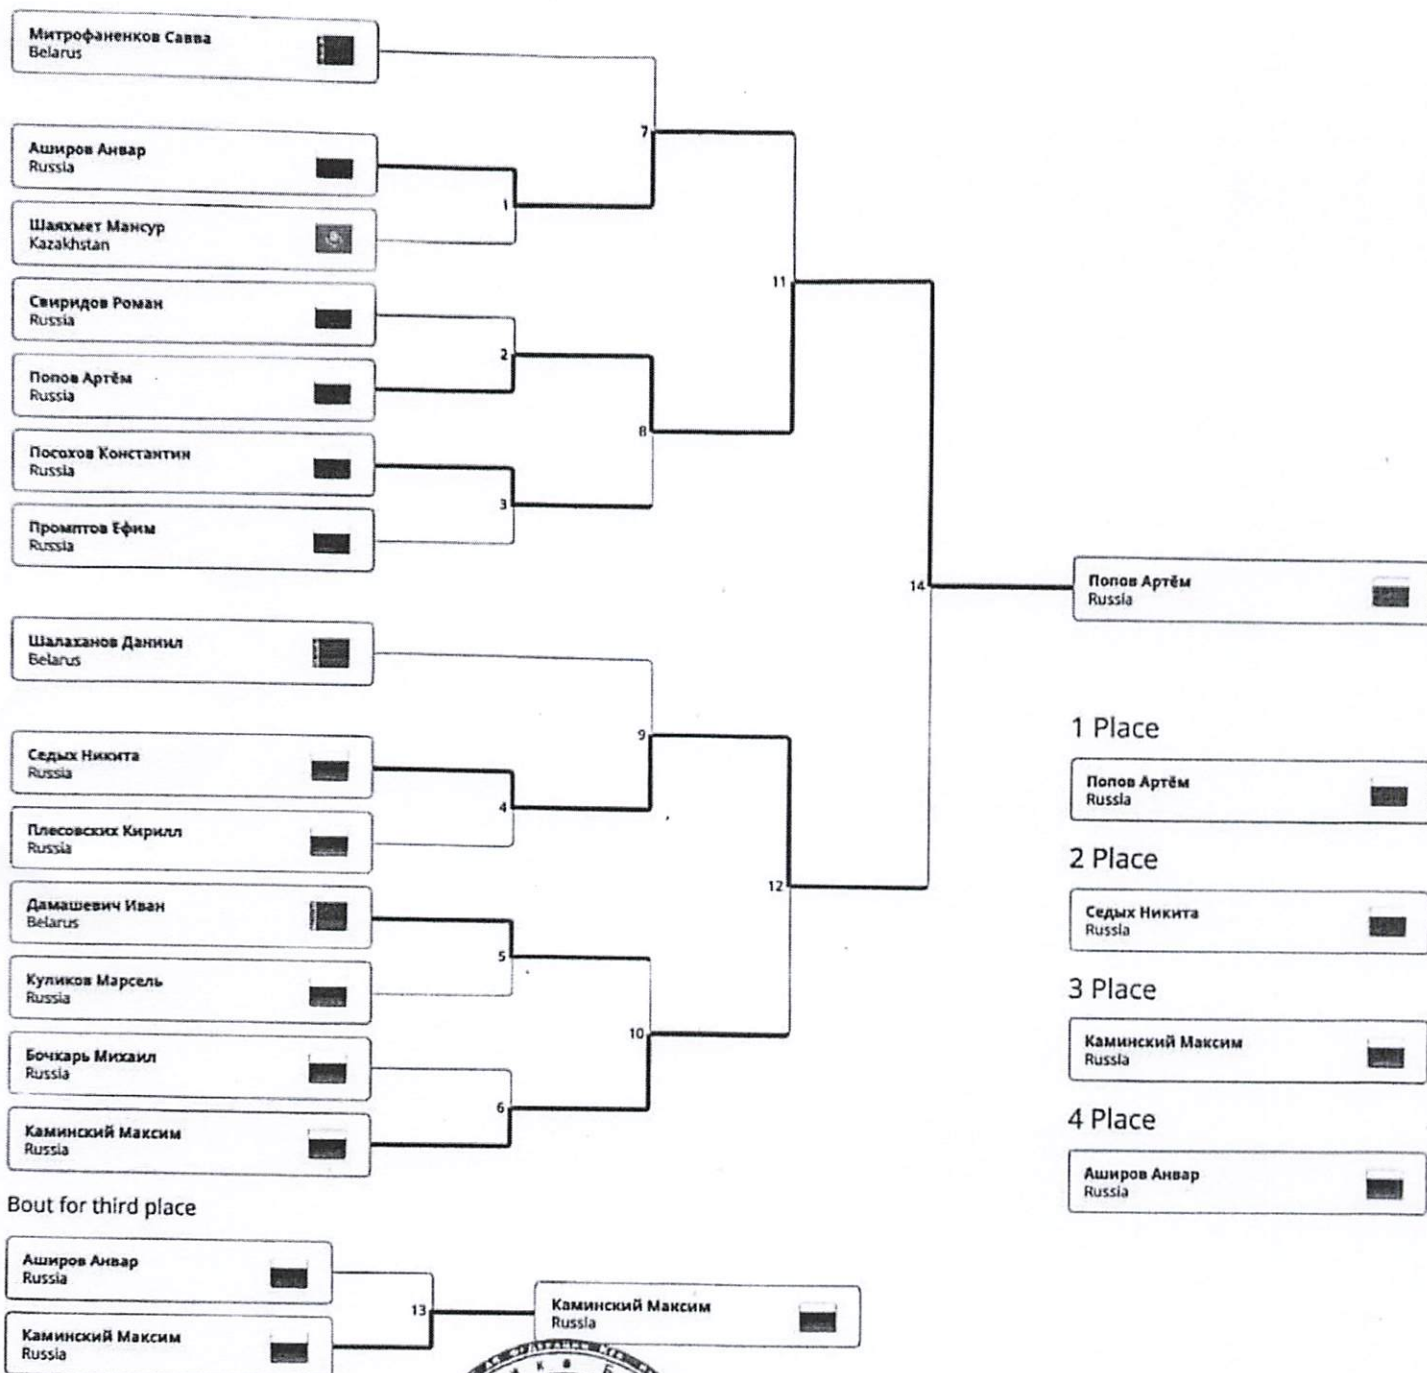 Митрофаненков Савва
Belarus
Аширов Анвар
Russia
Шаяхмет Мансур
Kazakhstan
Свиридов Роман
Russia
Попов Артём
Russia
Посохов Константин
Russia
Промптов Ефим
Russia
Шалаханов Даниил
Belarus
Седых Никита
Russia
Плесовских Кирилл
Russia
Дамашевич Иван
Belarus
Куликов Марсель
Russia
Бочкарь Михаил
Russia
Каминский Максим
Russia
1
2
3
4
5
6
7
8
9
10
11
12
14
Попов Артём
Russia
1 Place
Попов Артём
Russia
2 Place
Седых Никита
Russia
3 Place
Каминский Максим
Russia
4 Place
Аширов Анвар
Russia
Bout for third place
Аширов Анвар
Russia
Каминский Максим
Russia
13
Каминский Максим
Russia